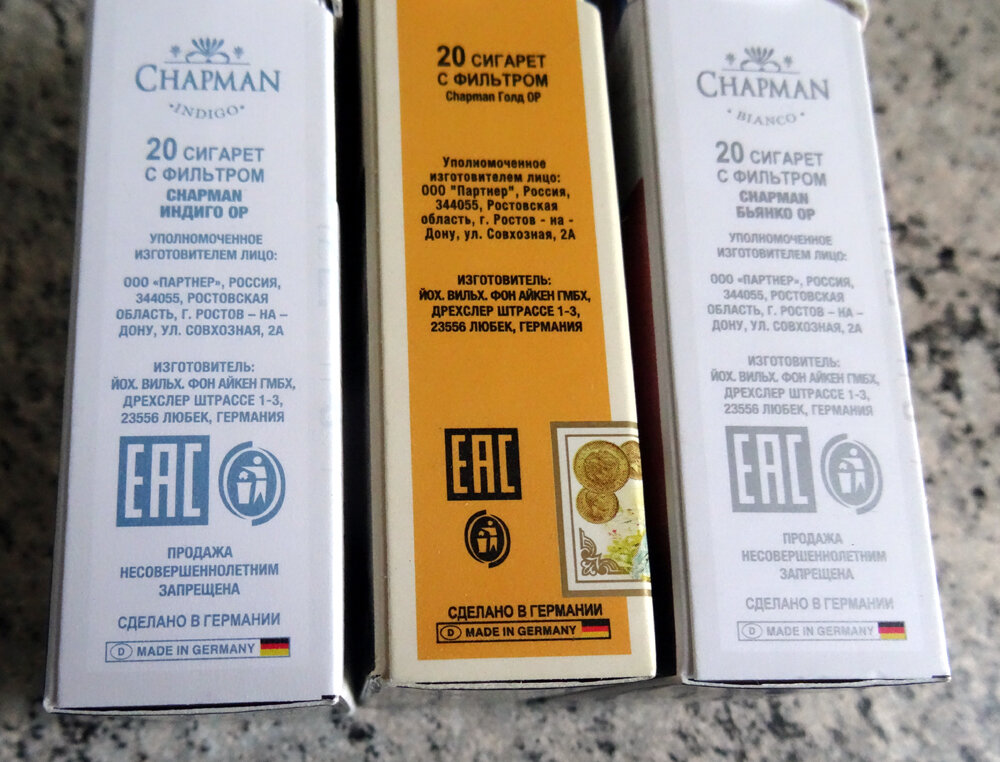 CHAPMAN
•INDIGO•
20 СИГАРЕТ
С ФИЛЬТРОМ
CHAPMAN
ИНДИГО ОР
УПОЛНОМОЧЕННОЕ
ИЗГОТОВИТЕЛЕМ ЛИЦО:
ООО «ПАРТНЕР», РОССИЯ,
344055, РОСТОВСКАЯ
ОБЛАСТЬ, Г. РОСТОВ – НА –
ДОНУ, УЛ. СОВХОЗНАЯ, 2А
ИЗГОТОВИТЕЛЬ:
ЙОХ. ВИЛЬХ. ФОН АЙКЕН ГМБХ,
ДРЕХСЛЕР ШТРАССЕ 1-3,
23556 ЛЮБЕК, ГЕРМАНИЯ
EAC
ПРОДАЖА
НЕСОВЕРШЕННОЛЕТНИМ
ЗАПРЕЩЕНА
СДЕЛАНО В ГЕРМАНИИ
D MADE IN GERMANY
20 СИГАРЕТ
С ФИЛЬТРОМ
Chapman Голд ОР
Уполномоченное
изготовителем лицо:
ООО "Партнер", Россия,
344055, Ростовская
область, г. Ростов - на -
Дону, ул. Совхозная, 2А
ИЗГОТОВИТЕЛЬ:
ЙОХ. ВИЛЬХ. ФОН АЙКЕН ГМБХ,
ДРЕХСЛЕР ШТРАССЕ 1-3,
23556 ЛЮБЕК, ГЕРМАНИЯ
EAC
СДЕЛАНО В ГЕРМАНИИ
D MADE IN GERMANY
CHAPMAN
•BIANCO•
20 СИГАРЕТ
С ФИЛЬТРОМ
CHAPMAN
БЬЯНКО ОР
УПОЛНОМОЧЕННОЕ
ИЗГОТОВИТЕЛЕМ ЛИЦО:
ООО «ПАРТНЕР», РОССИЯ,
344055, РОСТОВСКАЯ
ОБЛАСТЬ, Г. РОСТОВ – НА –
ДОНУ, УЛ. СОВХОЗНАЯ, 2А
ИЗГОТОВИТЕЛЬ:
ЙОХ. ВИЛЬХ. ФОН АЙКЕН ГМБХ,
ДРЕХСЛЕР ШТРАССЕ 1-3,
23556 ЛЮБЕК, ГЕРМАНИЯ
EAC
ПРОДАЖА
НЕСОВЕРШЕННОЛЕТНИМ
ЗАПРЕЩЕНА
СДЕЛАНО В ГЕРМАНИИ
D MADE IN GERMANY